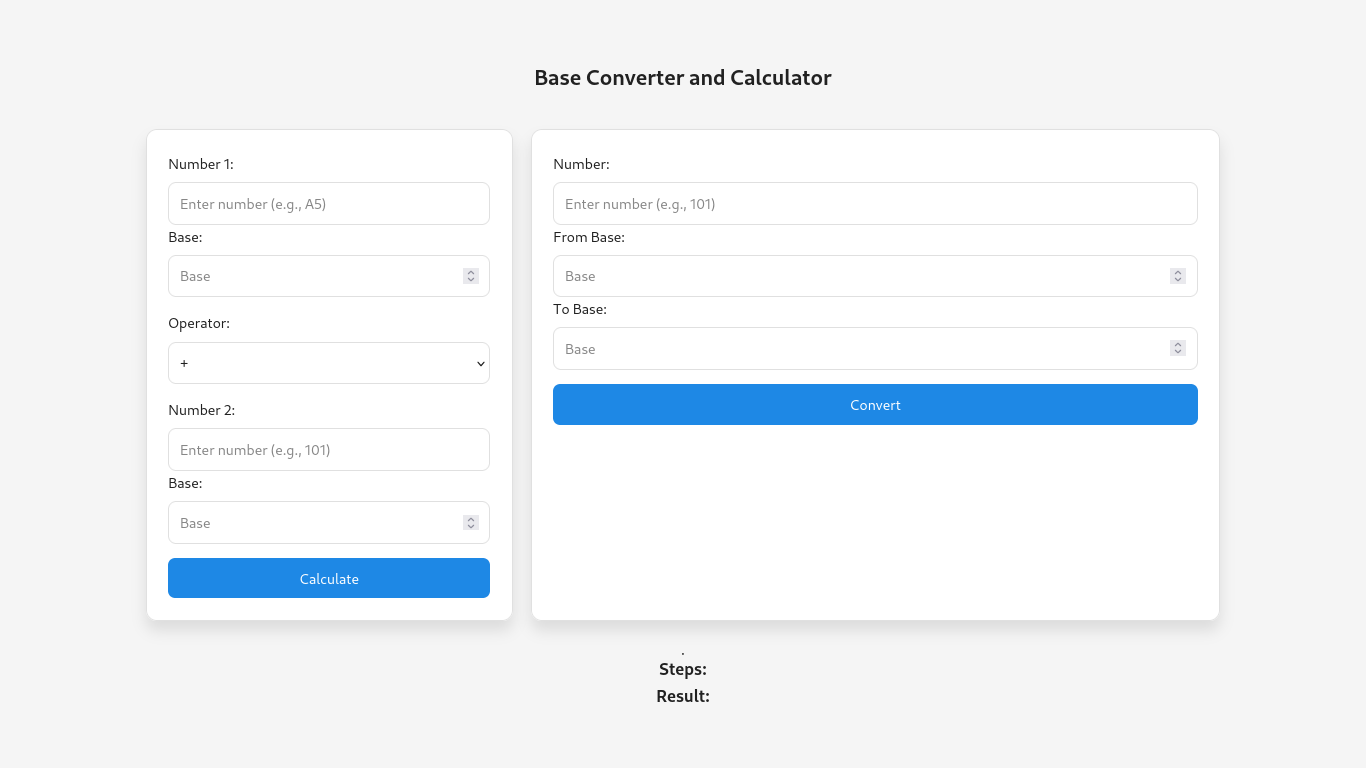 Base Converter and Calculator
Number 1:
Enter number (e.g., A5)
Base:
Base
Operator:
+
Number 2:
Enter number (e.g., 101)
Base:
Base
Calculate
Number:
Enter number (e.g., 101)
From Base:
Base
To Base:
Base
Convert
.
Steps:
Result: